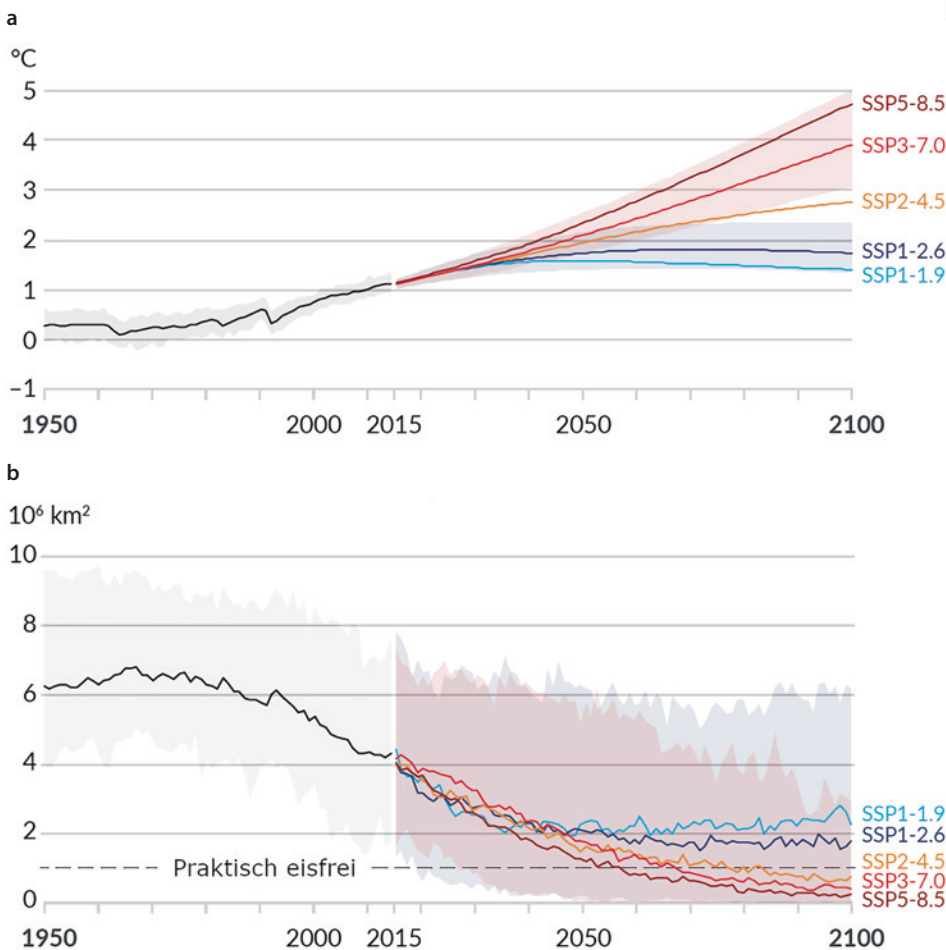 a
°C
5
4
3
2
1
0
−1
1950 2000 2015 2050 2100
SSP5-8.5
SSP3-7.0
SSP2-4.5
SSP1-2.6
SSP1-1.9
b
10⁶ km²
10
8
6
4
2
0
Praktisch eisfrei
1950 2000 2015 2050 2100
SSP1-1.9
SSP1-2.6
SSP2-4.5
SSP3-7.0
SSP5-8.5